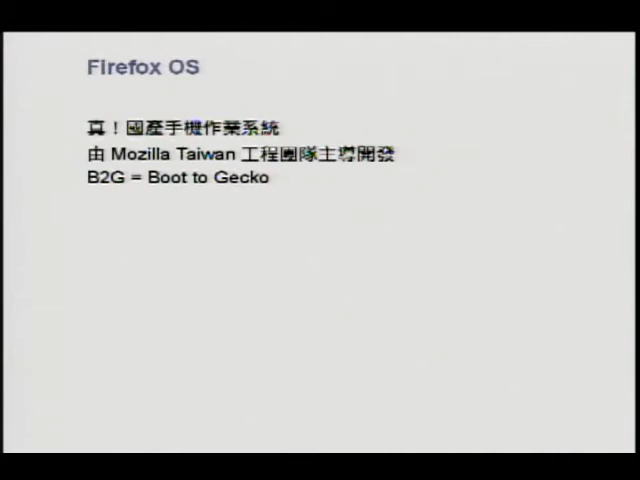 Firefox OS
真！國產手機作業系統
由 Mozilla Taiwan 工程團隊主導開發
B2G = Boot to Gecko